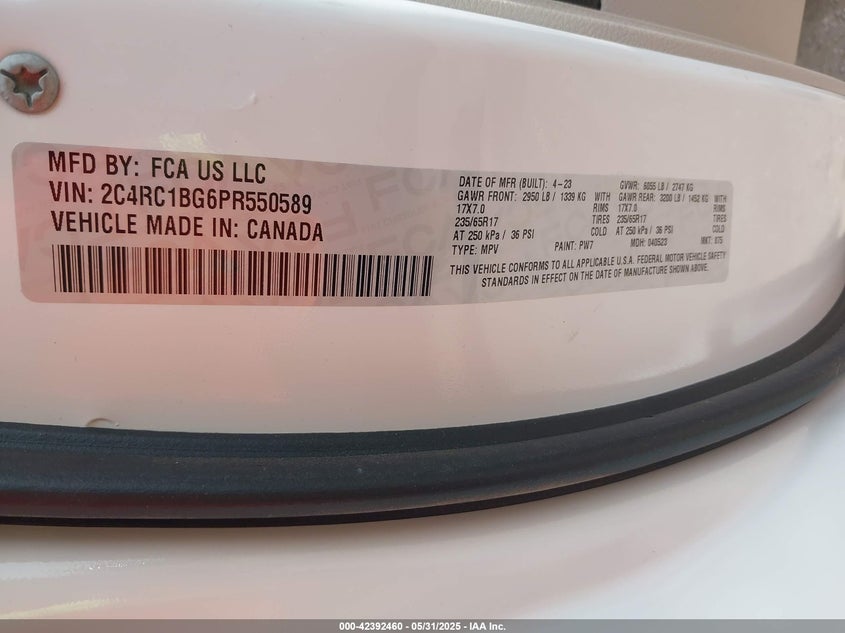 MFD BY: FCA US LLC
VIN: 2C4RC1BG6PR550589
VEHICLE MADE IN: CANADA
DATE OF MFR (BUILT): 4-23 GVWR: 6055 LB / 2747 KG
GAWR FRONT: 2950 LB / 1339 KG WITH GAWR REAR: 3200 LB / 1452 KG WITH
17X7.0 RIMS 17X7.0 RIMS
235/65R17 TIRES 235/65R17 TIRES
AT 250 kPa / 36 PSI COLD AT 250 kPa / 36 PSI COLD
TYPE: MPV PAINT: PW7 MDH: 040523 MKT:
THIS VEHICLE CONFORMS TO ALL APPLICABLE U.S.A. FEDERAL MOTOR VEHICLE SAFETY
STANDARDS IN EFFECT ON THE DATE OF MANUFACTURE SHOWN ABOVE.
000-42392460 - 05/31/2025 - IAA Inc.